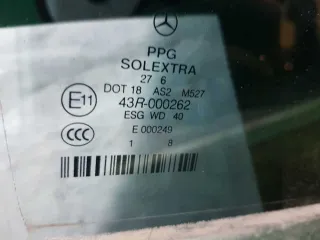 PPG
SOLEXTRA
27 6
DOT 18 AS2 M527
E11 43R-000262
ESG WD 40
CCC E 000249
1 8